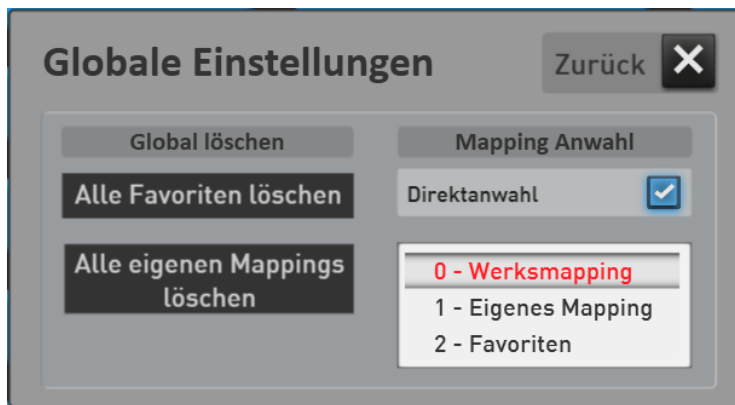 Globale Einstellungen
Zurück
Global löschen
Alle Favoriten löschen
Alle eigenen Mappings
löschen
Mapping Anwahl
Direktanwahl
0 - Werksmapping
1 - Eigenes Mapping
2 - Favoriten